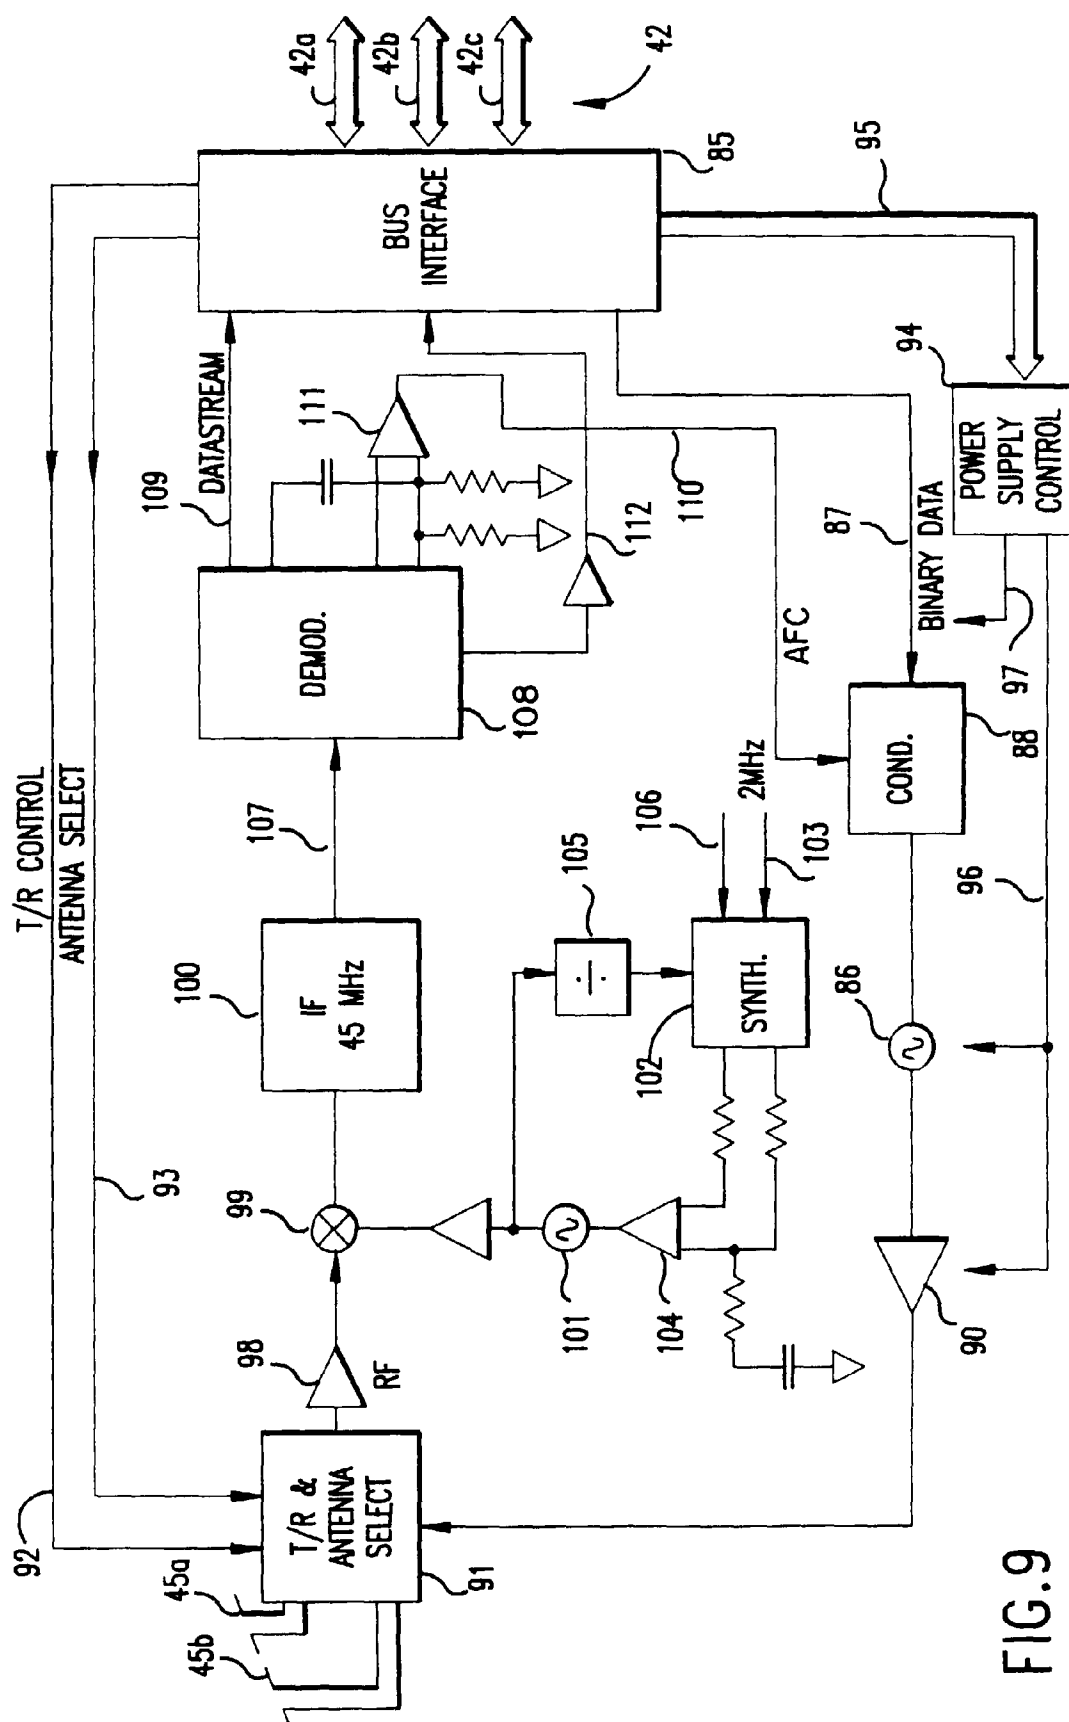 42a
42b
42c
42
T/R CONTROL
ANTENNA SELECT
92
93
109
DATASTREAM
BUS
INTERFACE
85
95
111
110
112
DEMOD.
108
107
100
IF
45 MHz
99
98
RF
45a
45b
T/R &
ANTENNA
SELECT
91
101
104
105
÷
SYNTH.
102
106
2MHz
103
AFC
87
BINARY DATA
94
POWER
SUPPLY
CONTROL
97
96
COND.
88
86
90
FIG.9